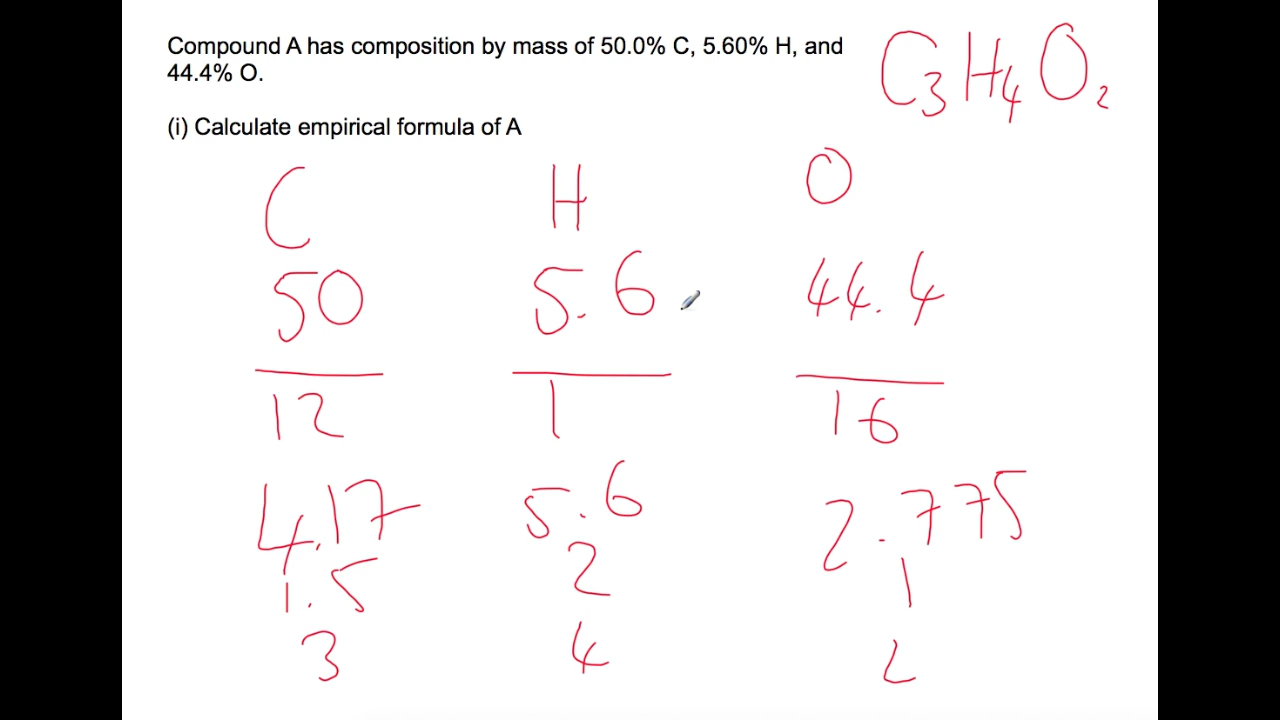 Compound A has composition by mass of 50.0% C, 5.60% H, and
44.4% O.
C₃H₄O₂
(i) Calculate empirical formula of A
C H O
50 5.6 44.4
12 1 16
4.17 5.6 2.775
1.5 2 1
3 4 2